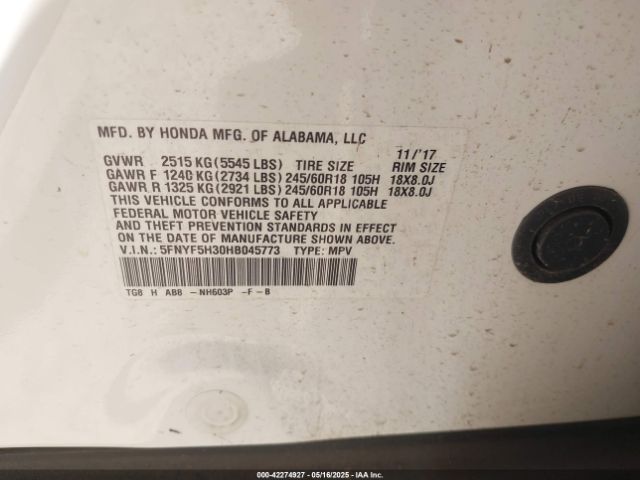 MFD. BY HONDA MFG. OF ALABAMA, LLC
11/'17
GVWR 2515 KG (5545 LBS) TIRE SIZE RIM SIZE
GAWR F 1240 KG (2734 LBS) 245/60R18 105H 18X8.0J
GAWR R 1325 KG (2921 LBS) 245/60R18 105H 18X8.0J
THIS VEHICLE CONFORMS TO ALL APPLICABLE
FEDERAL MOTOR VEHICLE SAFETY
AND THEFT PREVENTION STANDARDS IN EFFECT
ON THE DATE OF MANUFACTURE SHOWN ABOVE.
V.I.N.: 5FNYF5H30HB045773 TYPE: MPV
TG8 H AB8 -NH603P -F-B
000-42274927 - 05/16/2025 - IAA Inc.